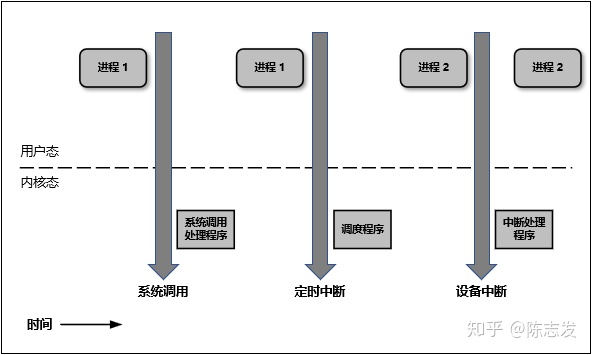 进程 1
进程 1
进程 2
进程 2
用户态
内核态
系统调用
处理程序
调度程序
中断处理
程序
系统调用
定时中断
设备中断
时间
知乎 @陈志发